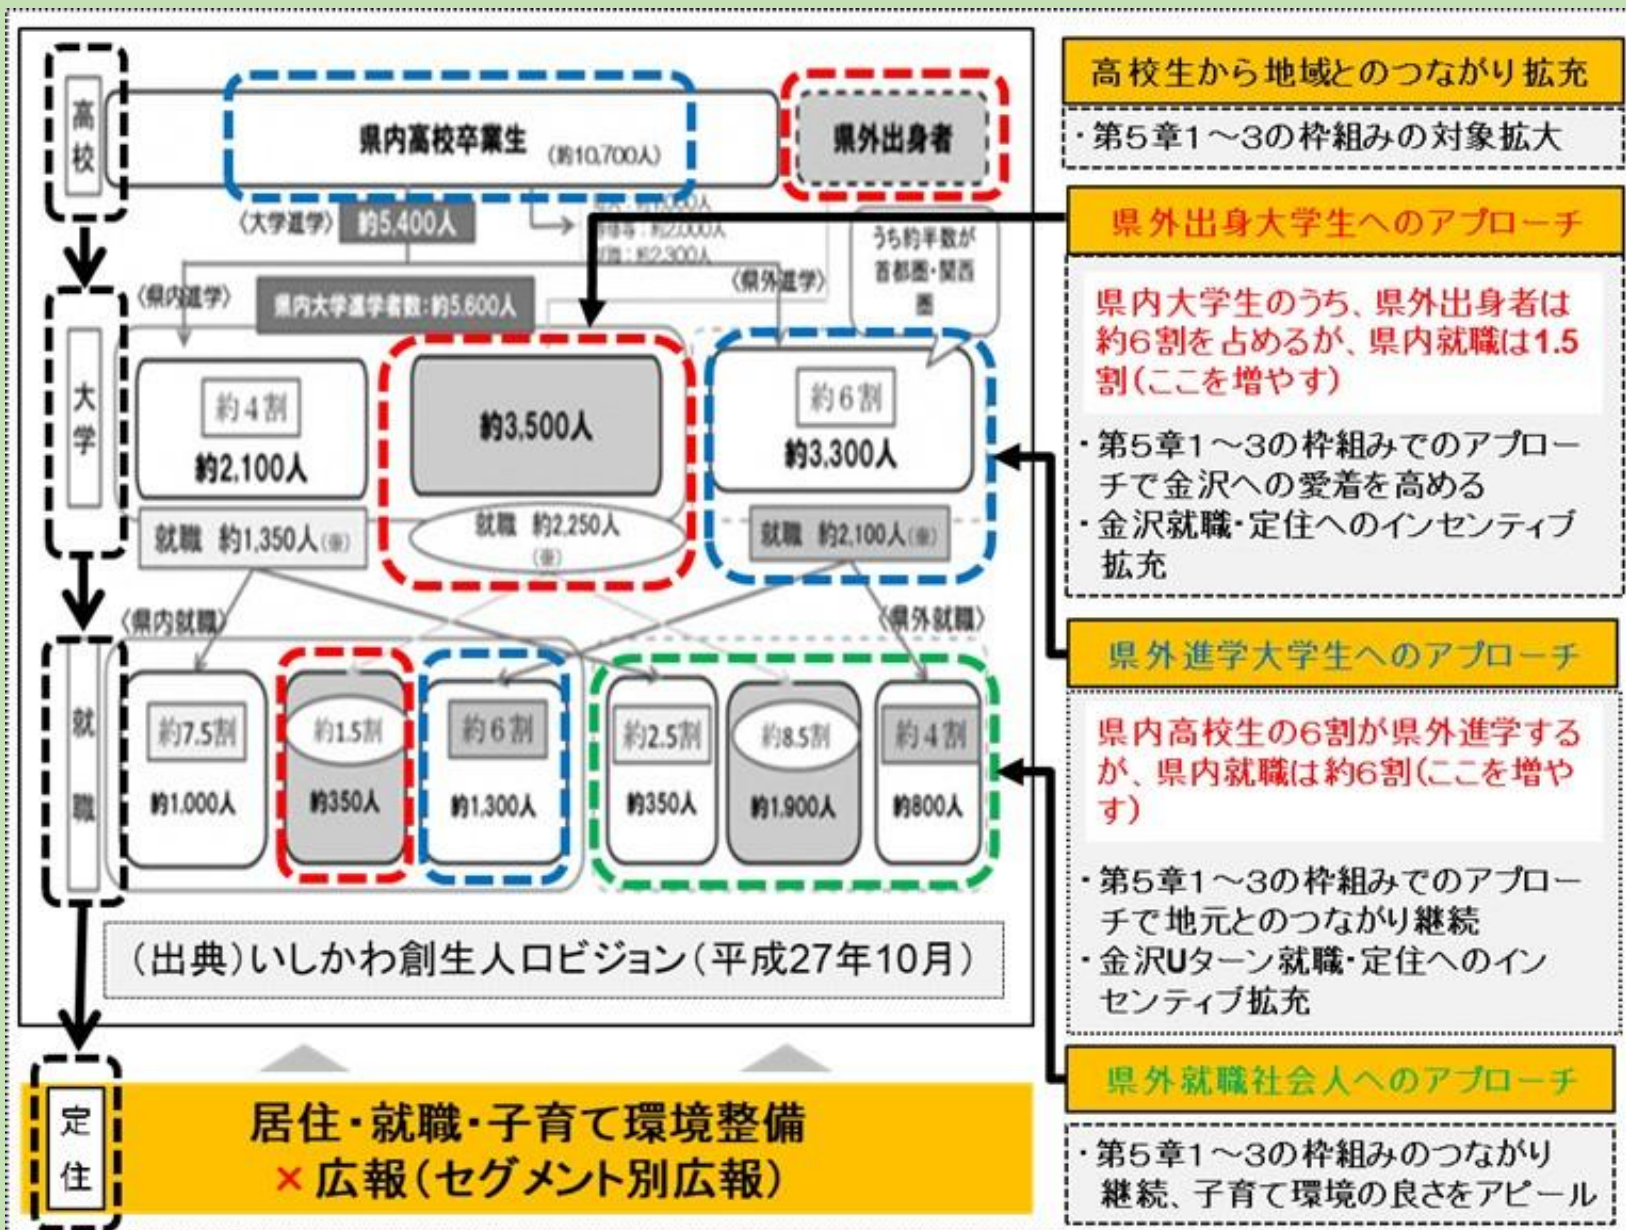 高校
県内高校卒業生 (約10,700人)
県外出身者
〈大学進学〉
約5,400人
約2,000人
約2,300人
うち約半数が
首都圏・関西
圏
〈県内進学〉
県内大学進学者数:約5,600人
〈県外進学〉
大学
約4割
約2,100人
約3,500人
約6割
約3,300人
就職 約1,350人(※)
就職 約2,250人
(※)
就職 約2,100人(※)
〈県内就職〉
〈県外就職〉
就職
約7.5割
約1,000人
約1.5割
約350人
約6割
約1,300人
約2.5割
約350人
約8.5割
約1,900人
約4割
約800人
(出典)いしかわ創生人口ビジョン(平成27年10月)
定住
居住・就職・子育て環境整備
×広報(セグメント別広報)
高校生から地域とのつながり拡充
・第5章1~3の枠組みの対象拡大
県外出身大学生へのアプローチ
県内大学生のうち、県外出身者は
約6割を占めるが、県内就職は1.5
割(ここを増やす)
・第5章1~3の枠組みでのアプロー
チで金沢への愛着を高める
・金沢就職・定住へのインセンティブ
拡充
県外進学大学生へのアプローチ
県内高校生の6割が県外進学する
が、県内就職は約6割(ここを増や
す)
・第5章1~3の枠組みでのアプロー
チで地元とのつながり継続
・金沢Uターン就職・定住へのイン
センティブ拡充
県外就職社会人へのアプローチ
・第5章1~3の枠組みのつながり
継続、子育て環境の良さをアピール